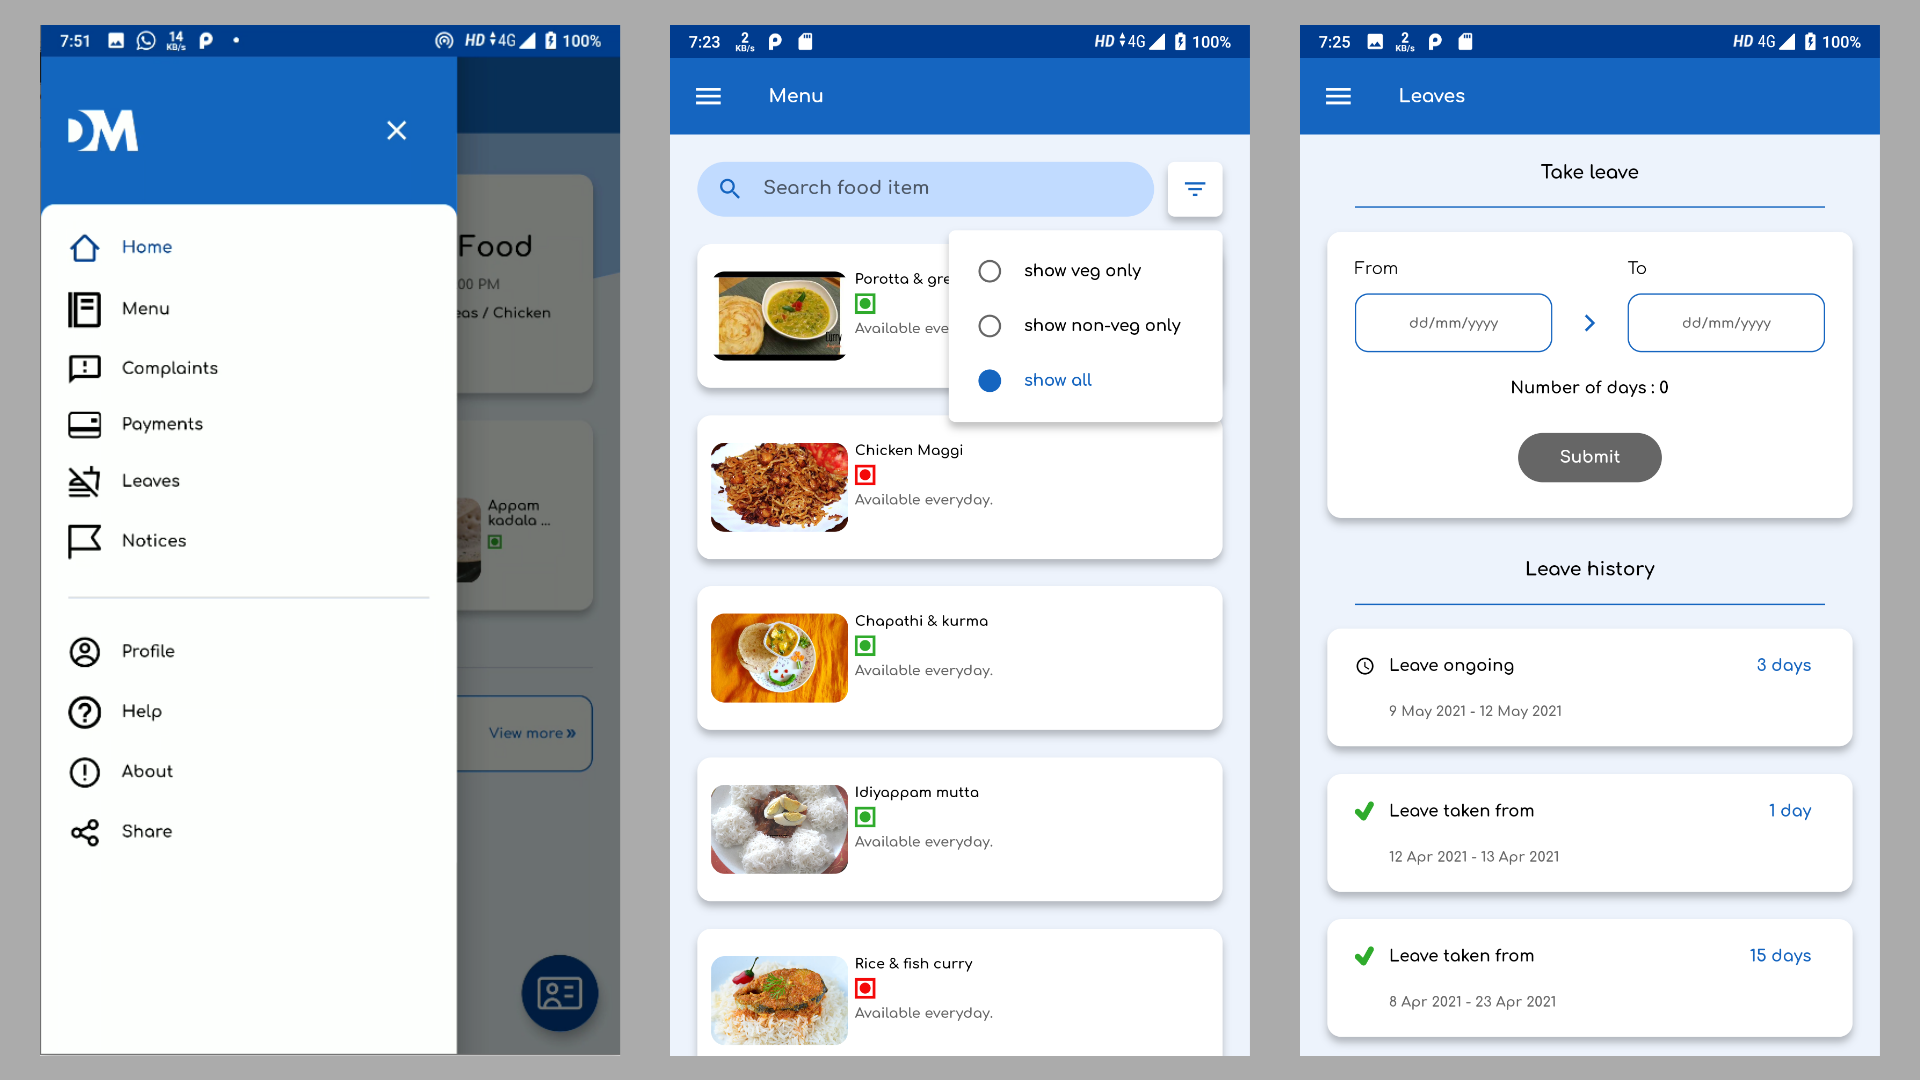 7:51
14
KB/s
HD 4G 100%
DM
Home
Menu
Complaints
Payments
Leaves
Notices
Profile
Help
About
Share
Food
00 PM
eas / Chicken
Appam
kadala ...
View more »
7:23
2
KB/s
HD 4G 100%
Menu
Search food item
show veg only
show non-veg only
show all
Porotta & gre
Available eve
Curry
Chicken Maggi
Available everyday.
Chapathi & kurma
Available everyday.
Idiyappam mutta
Available everyday.
Rice & fish curry
Available everyday.
7:25
2
KB/s
HD 4G 100%
Leaves
Take leave
From To
dd/mm/yyyy > dd/mm/yyyy
Number of days : 0
Submit
Leave history
Leave ongoing 3 days
9 May 2021 - 12 May 2021
Leave taken from 1 day
12 Apr 2021 - 13 Apr 2021
Leave taken from 15 days
8 Apr 2021 - 23 Apr 2021